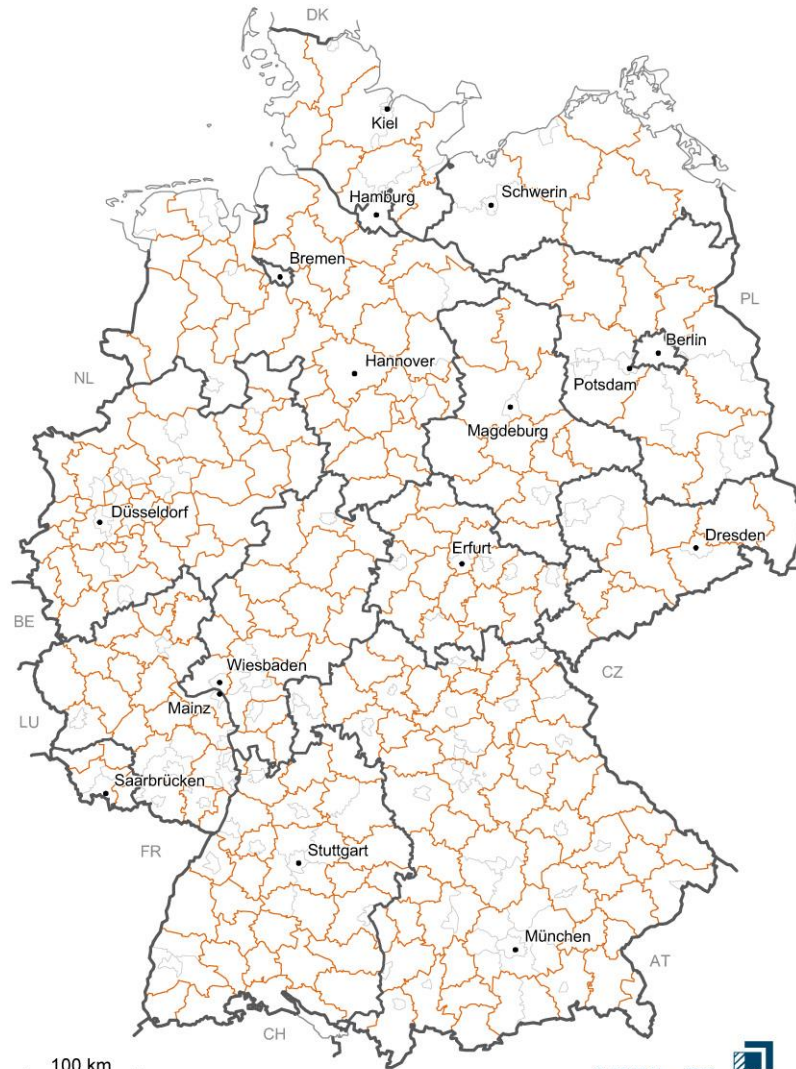 DK
Kiel
Hamburg
Schwerin
Bremen
PL
Berlin
Hannover
NL
Potsdam
Magdeburg
Düsseldorf
Dresden
Erfurt
BE
Wiesbaden
CZ
Mainz
LU
Saarbrücken
FR
Stuttgart
München
AT
CH
100 km